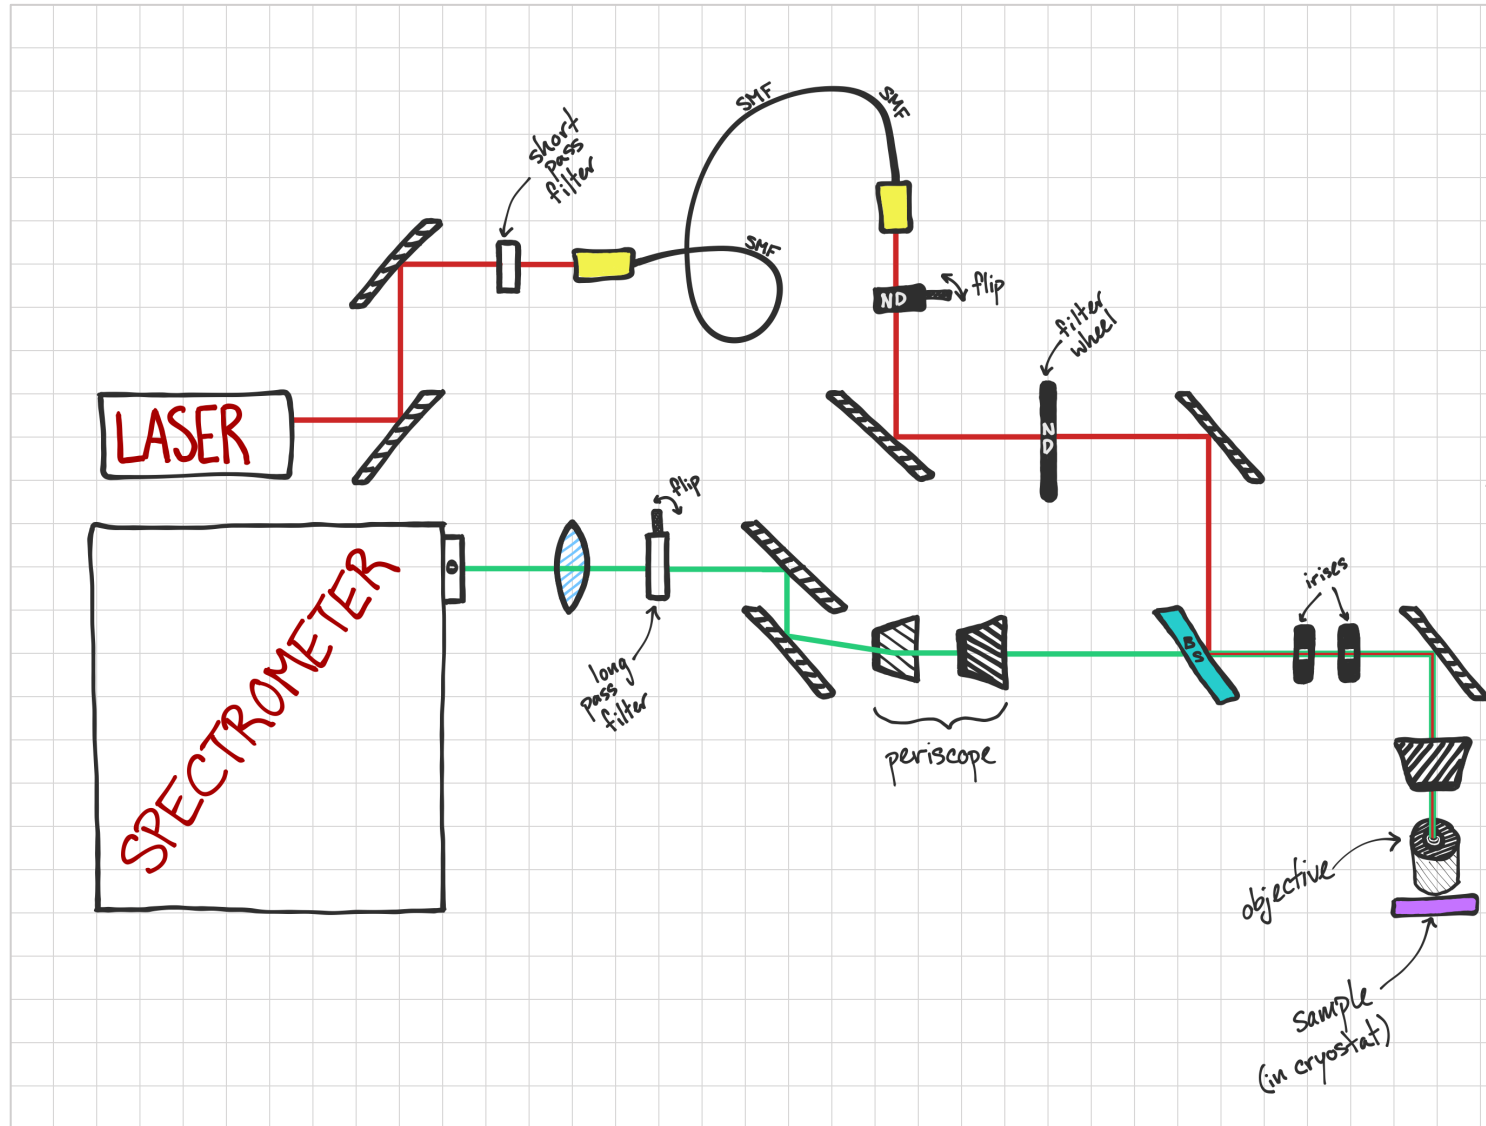 SMF
SMF
short
pass
filter
SMF
ND
flip
filter
wheel
LASER
ND
flip
SPECTROMETER
long
pass
filter
periscope
BS
irises
objective
sample
(in cryostat)